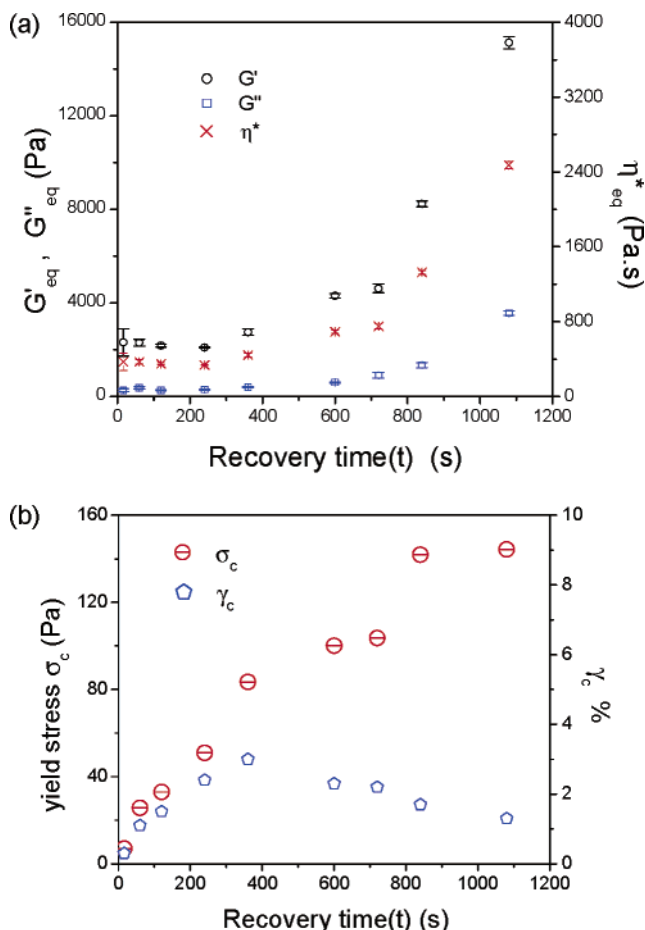 (a)
16000
12000
8000
4000
0
G'eq, G"eq (Pa)
G'
G"
η*
4000
3200
2400
1600
800
0
η*eq (Pa.s)
0 200 400 600 800 1000 1200
Recovery time(t) (s)
(b)
160
120
80
40
0
yield stress σc (Pa)
σc
γc
10
8
6
4
2
0
γc %
0 200 400 600 800 1000 1200
Recovery time(t) (s)